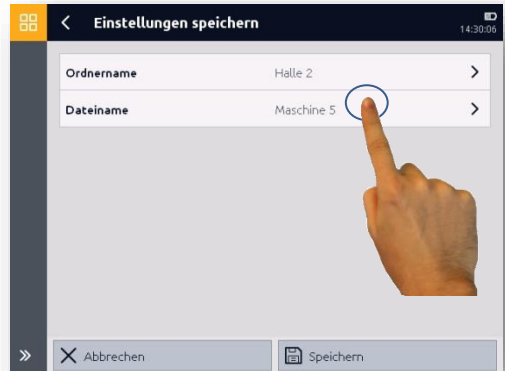 Einstellungen speichern
14:30:06
Ordnername Halle 2
Dateiname Maschine 5
Abbrechen Speichern